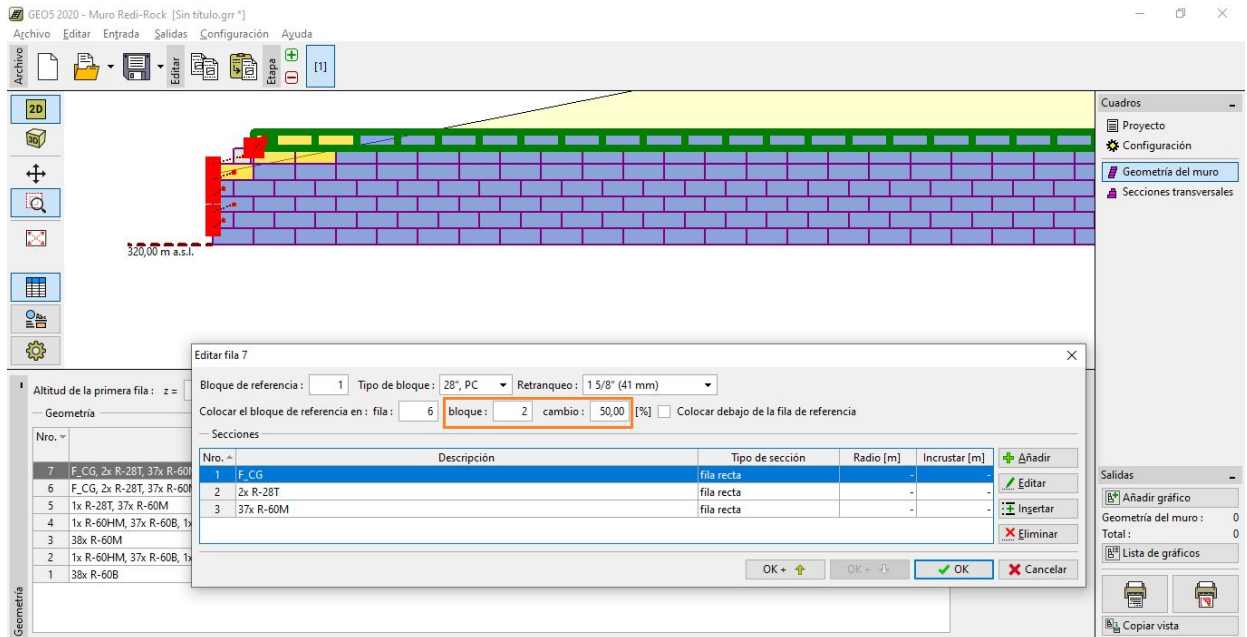 GEO5 2020 - Muro Redi-Rock [Sin título.grr *]
Archivo Editar Entrada Salidas Configuración Ayuda
Archivo
Editar
Etapa
[1]
2D
3D
320,00 m a.s.l.
Cuadros
Proyecto
Configuración
Geometría del muro
Secciones transversales
Editar fila 7
Bloque de referencia : 1 Tipo de bloque : 28", PC Retranqueo : 1 5/8" (41 mm)
Colocar el bloque de referencia en : fila : 6 bloque : 2 cambio : 50,00 [%] Colocar debajo de la fila de referencia
Secciones
Nro. Descripción Tipo de sección Radio [m] Incrustar [m]
1 F_CG fila recta - -
2 2x R-28T fila recta - -
3 37x R-60M fila recta - -
Añadir
Editar
Insertar
Eliminar
OK + OK + OK Cancelar
Altitud de la primera fila : z =
Geometría
Nro.
7 F_CG, 2x R-28T, 37x R-60M
6 F_CG, 2x R-28T, 37x R-60M
5 1x R-28T, 37x R-60M
4 1x R-60HM, 37x R-60B, 1x
3 38x R-60M
2 1x R-60HM, 37x R-60B, 1x
1 38x R-60B
Geometría
Salidas
Añadir gráfico
Geometría del muro : 0
Total : 0
Lista de gráficos
Copiar vista